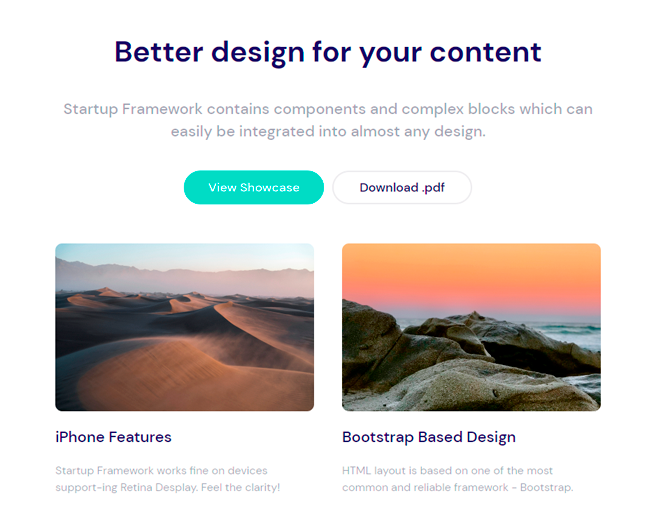 Better design for your content
Startup Framework contains components and complex blocks which can
easily be integrated into almost any design.
View Showcase
Download .pdf
iPhone Features
Startup Framework works fine on devices
support-ing Retina Desplay. Feel the clarity!
Bootstrap Based Design
HTML layout is based on one of the most
common and reliable framework - Bootstrap.